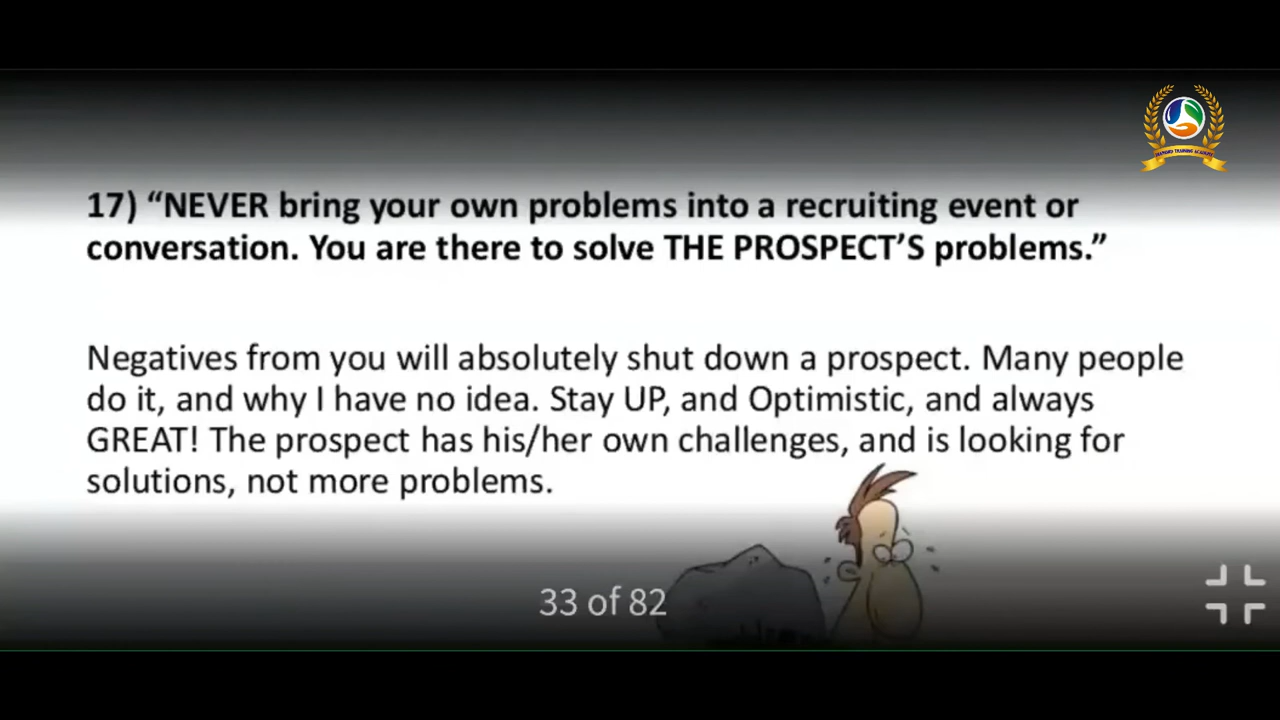 17) “NEVER bring your own problems into a recruiting event or
conversation. You are there to solve THE PROSPECT’S problems.”
Negatives from you will absolutely shut down a prospect. Many people
do it, and why I have no idea. Stay UP, and Optimistic, and always
GREAT! The prospect has his/her own challenges, and is looking for
solutions, not more problems.
33 of 82
TRAINING ACADEMY